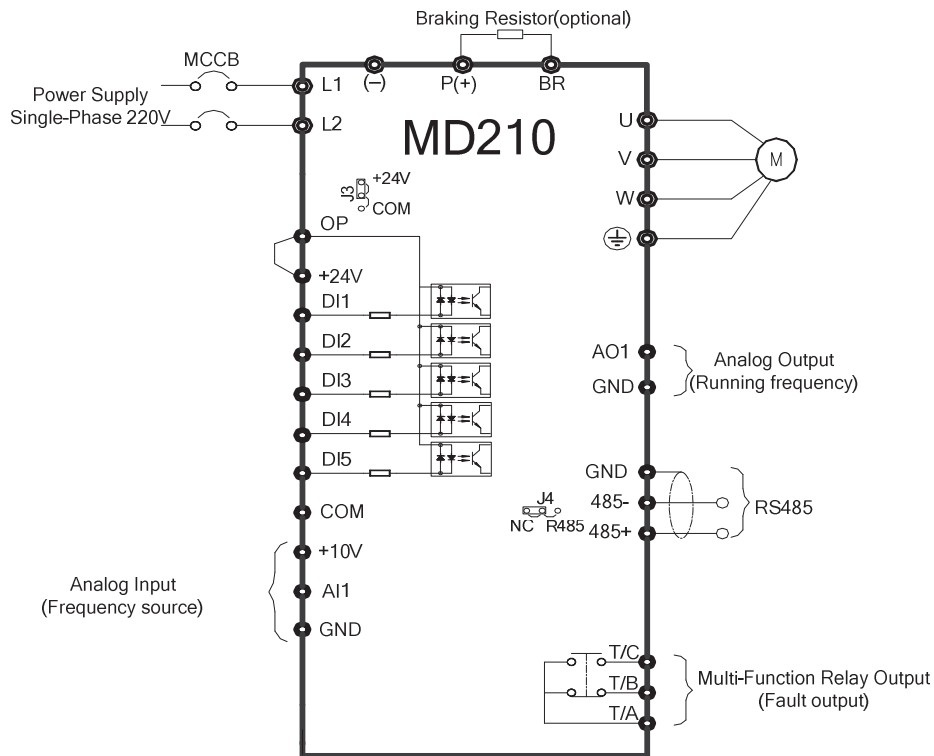 Braking Resistor(optional)
MCCB
Power Supply
Single-Phase 220V
L1
L2
(−)
P(+)
BR
MD210
U
V
W
M
J3
+24V
COM
OP
+24V
DI1
DI2
DI3
DI4
DI5
COM
+10V
AI1
GND
Analog Input
(Frequency source)
AO1
GND
Analog Output
(Running frequency)
GND
485-
485+
RS485
J4
NC
R485
T/C
T/B
T/A
Multi-Function Relay Output
(Fault output)